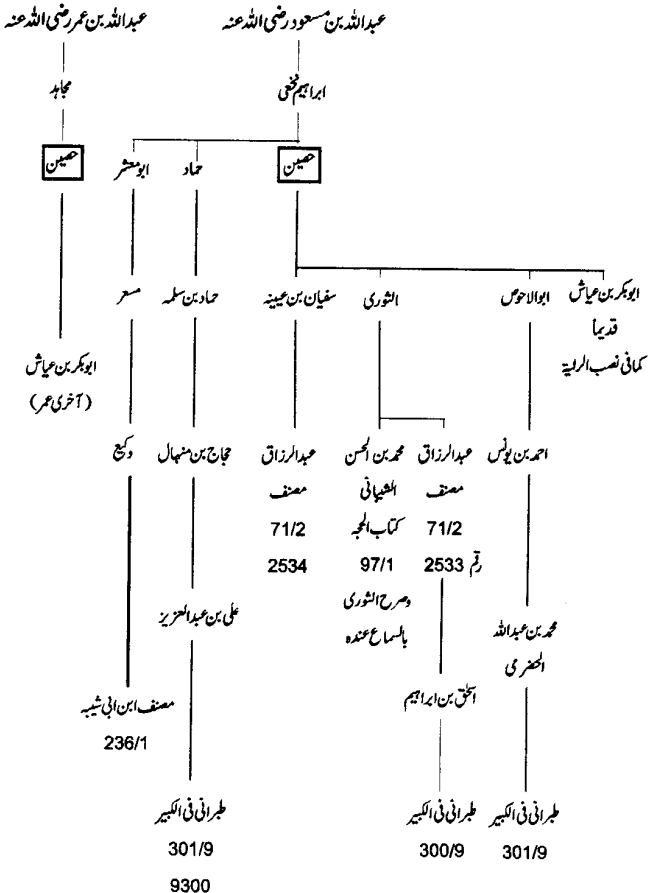 عبداللہ بن مسعود رضی اللہ عنہ
عبداللہ بن عمر رضی اللہ عنہ
ابراہیم نخعی
مجاہد
حصین
حماد
ابومعشر
حصین
ابوبکر بن عیاش
قدیماً
کمافی نصب الرایۃ
ابوالاحوص
الثوری
سفیان بن عیینہ
حماد بن سلمہ
مسعر
ابوبکر بن عیاش
(آخری عمر)
احمد بن یونس
عبدالرزاق
مصنف
71/2
رقم 2533
محمد بن الحسن
الشیبانی
کتاب الحجہ
97/1
وصرح الثوری
بالسماع عندہ
عبدالرزاق
مصنف
71/2
2534
حجاج بن منہال
وکیع
محمد بن عبداللہ
الحضرمی
علی بن عبدالعزیز
اسحٰق بن ابراہیم
مصنف ابن ابی شیبہ
236/1
طبرانی فی الکبیر
301/9
طبرانی فی الکبیر
300/9
طبرانی فی الکبیر
301/9
9300